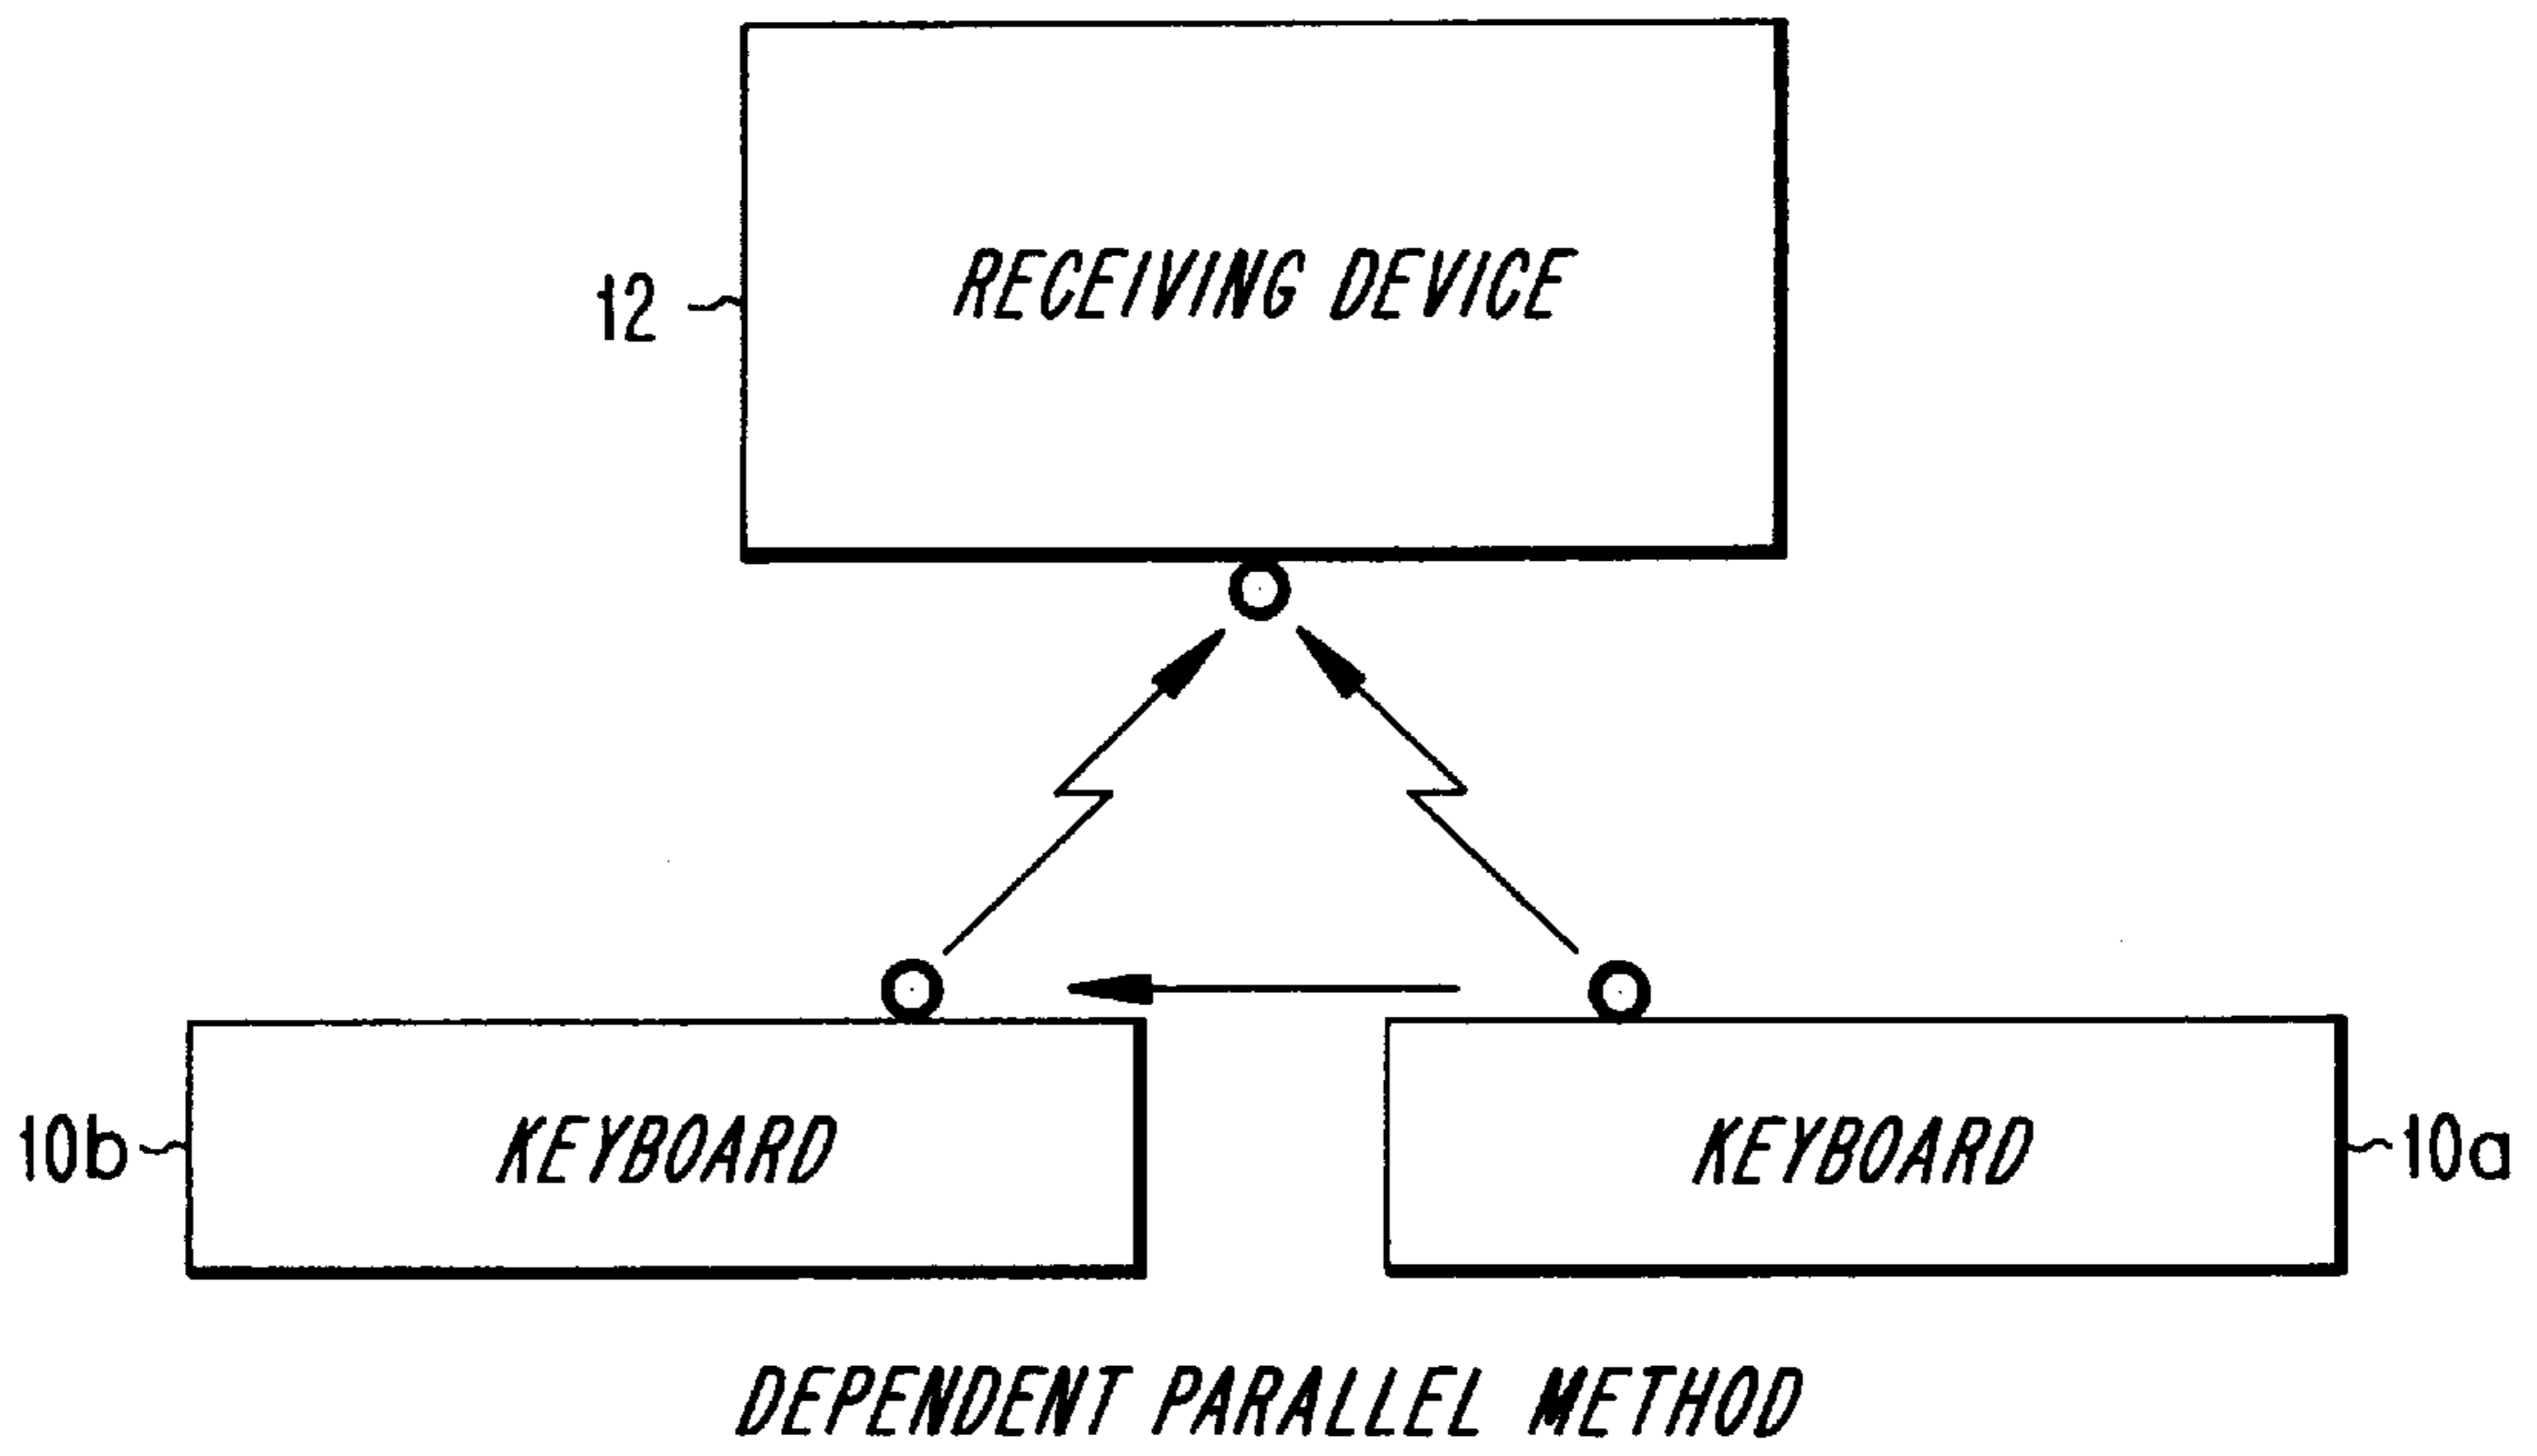 RECEIVING DEVICE
12
10b
KEYBOARD
KEYBOARD
10a
DEPENDENT PARALLEL METHOD